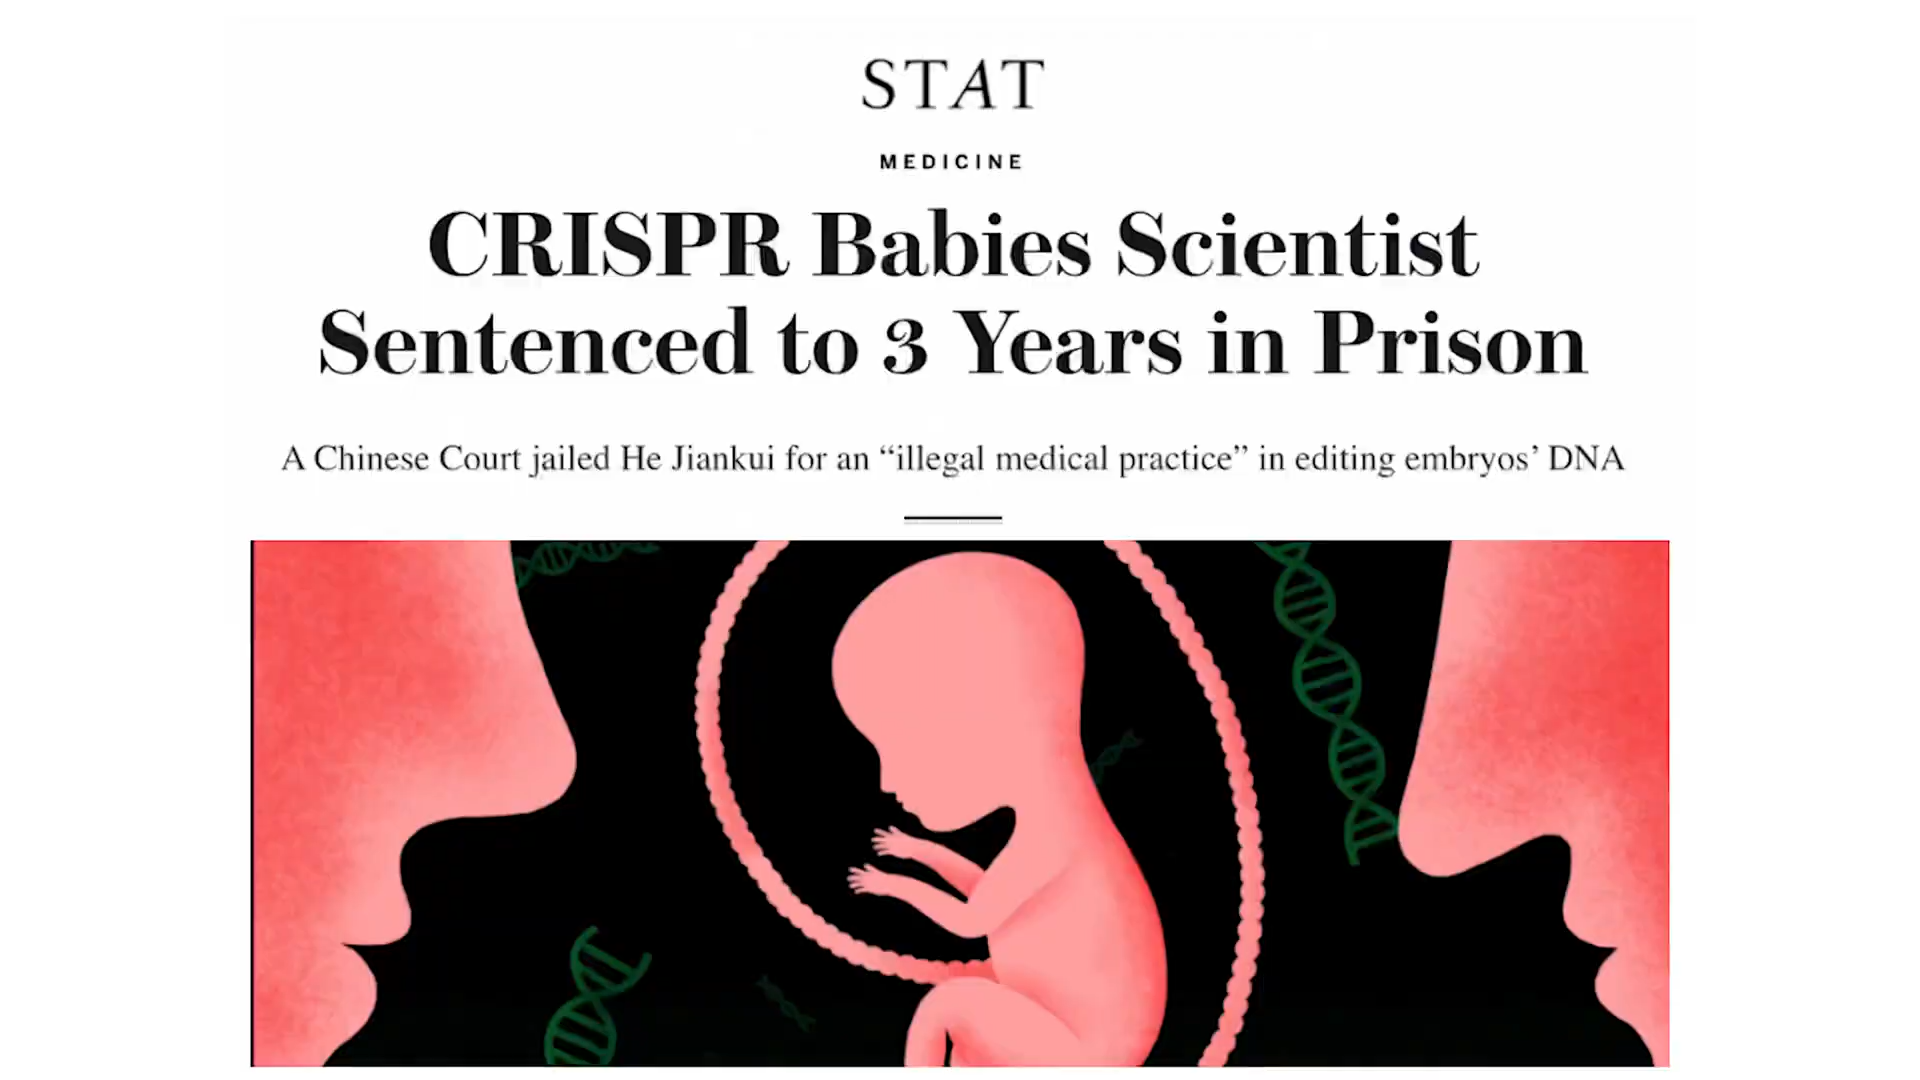 STAT
MEDICINE
CRISPR Babies Scientist
Sentenced to 3 Years in Prison
A Chinese Court jailed He Jiankui for an “illegal medical practice” in editing embryos’ DNA